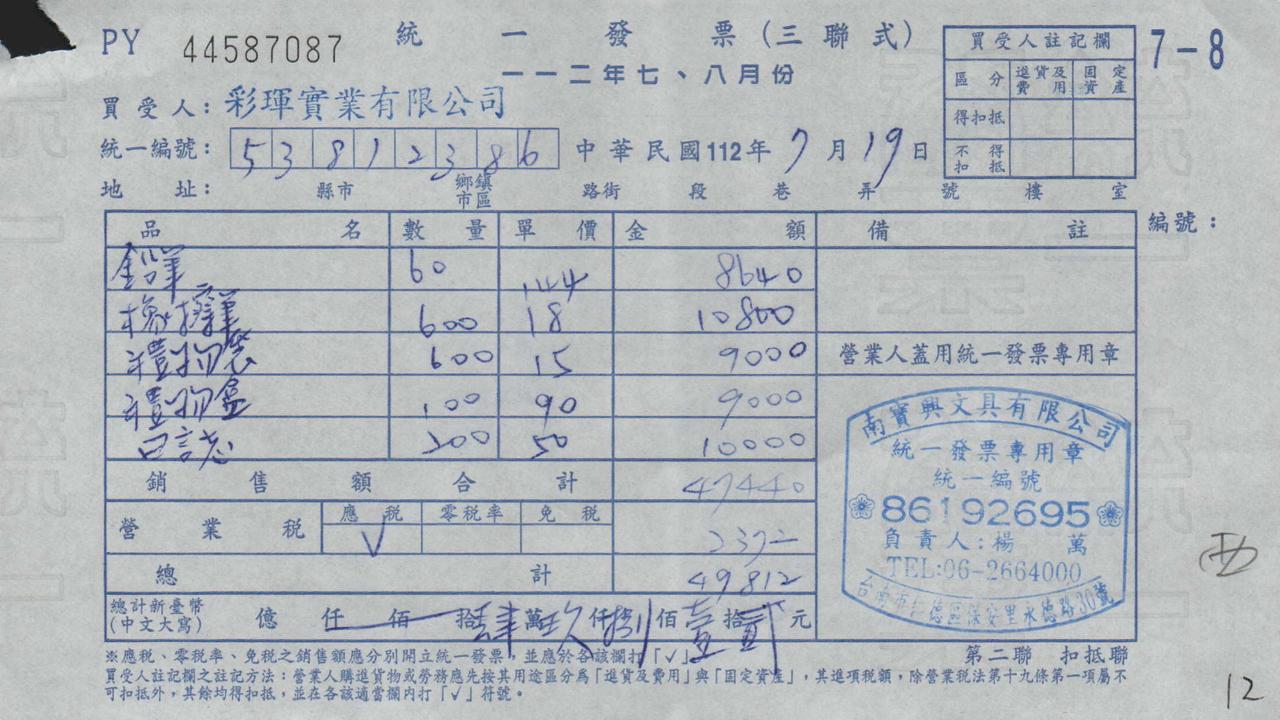 PY 44587087 統一發票(三聯式) 7-8
一一二年七、八月份
買受人註記欄
區分 進貨及費用 固定資產
得扣抵
不得扣抵
買受人:彩琿實業有限公司
統一編號: 53812386 中華民國112年7月19日
地址: 縣市 鄉鎮市區 路街 段 巷 弄 號 樓 室
品名 數量 單價 金額 備註 編號:
鉛筆 60 144 8640
橡擦筆 600 18 10800
禮物袋 600 15 9000 營業人蓋用統一發票專用章
禮物盒 100 90 9000
口誌 200 50 10000
銷售額合計 47440
營業稅 應稅 √ 零稅率 免稅 2372
總計 49812
總計新臺幣(中文大寫) 億仟佰拾肆萬玖仟捌佰壹拾貳元
南寶興文具有限公司
統一發票專用章
統一編號
86192695
負責人:楊 萬
TEL:06-2664000
台南市仁德區保安里永德路30號
※應稅、零稅率、免稅之銷售額應分別開立統一發票,並應於各該欄打「√」。 第二聯 扣抵聯
買受人註記欄之註記方法:營業人購進貨物或勞務應先按其用途區分為「進貨及費用」與「固定資產」,其進項稅額,除營業稅法第十九條第一項屬不
可扣抵外,其餘均得扣抵,並在各該適當欄內打「√」符號。
12